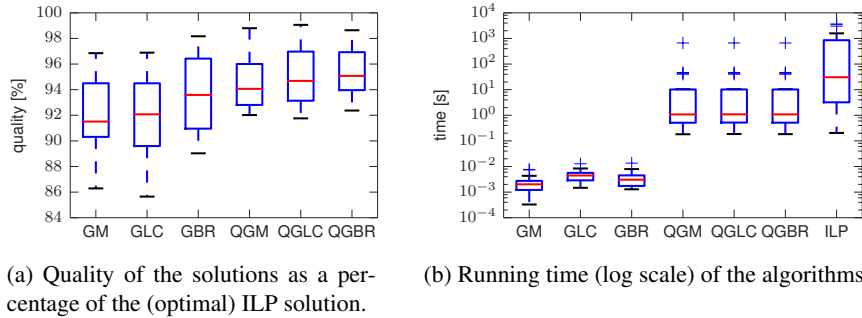 quality [%]
100
98
96
94
92
90
88
86
84
GM GLC GBR QGM QGLC QGBR
(a) Quality of the solutions as a per-
centage of the (optimal) ILP solution.
time [s]
10^4
10^3
10^2
10^1
10^0
10^-1
10^-2
10^-3
10^-4
GM GLC GBR QGM QGLC QGBR ILP
(b) Running time (log scale) of the algorithms